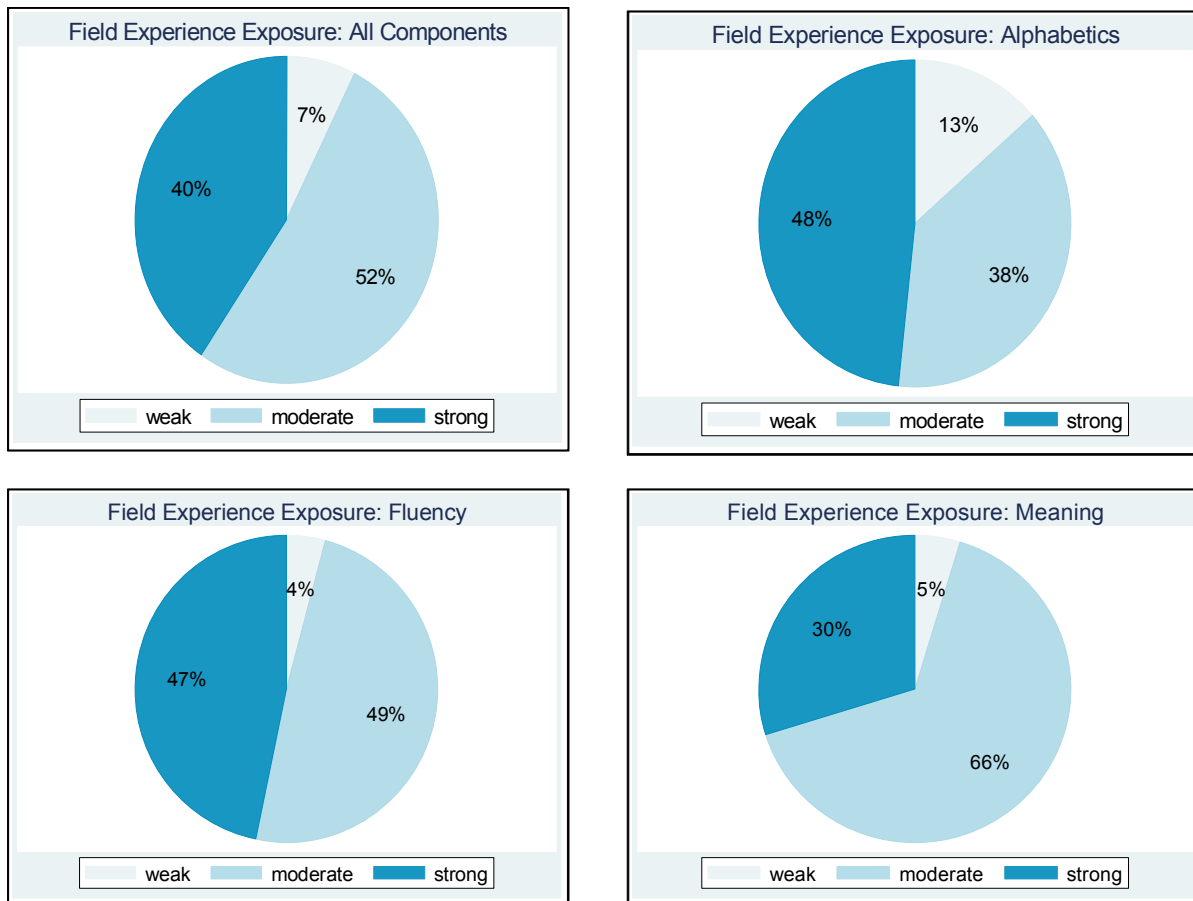 Field Experience Exposure: All Components
7%
40%
52%
weak moderate strong
Field Experience Exposure: Alphabetics
13%
48%
38%
weak moderate strong
Field Experience Exposure: Fluency
4%
47%
49%
weak moderate strong
Field Experience Exposure: Meaning
5%
30%
66%
weak moderate strong